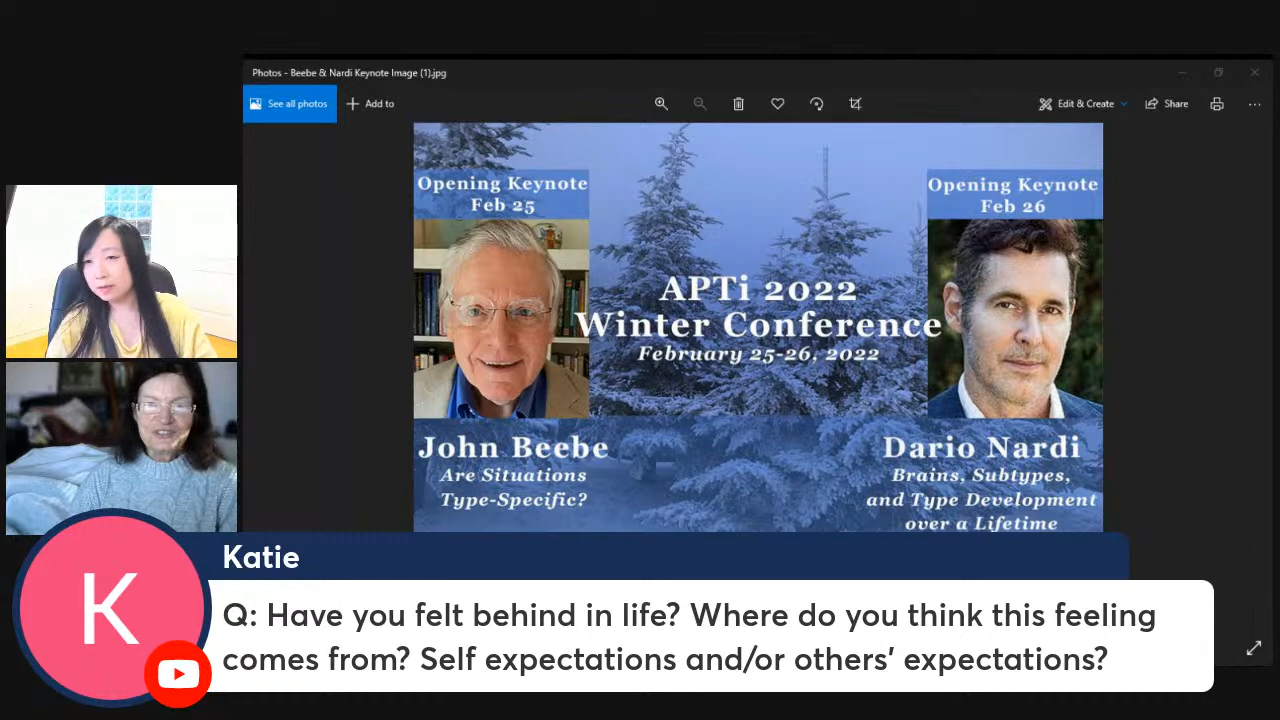 Photos - Beebe & Nardi Keynote Image (1).jpg
See all photos
Add to
Edit & Create
Share
Opening Keynote
Feb 25
Opening Keynote
Feb 26
APTi 2022
Winter Conference
February 25-26, 2022
John Beebe
Are Situations
Type-Specific?
Dario Nardi
Brains, Subtypes,
and Type Development
over a Lifetime
K
Katie
Q: Have you felt behind in life? Where do you think this feeling
comes from? Self expectations and/or others’ expectations?